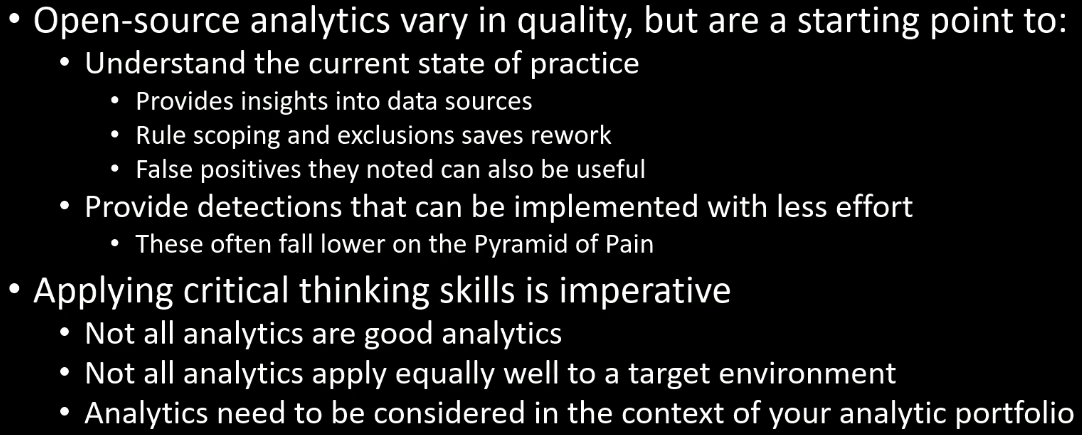 • Open-source analytics vary in quality, but are a starting point to:
• Understand the current state of practice
• Provides insights into data sources
• Rule scoping and exclusions saves rework
• False positives they noted can also be useful
• Provide detections that can be implemented with less effort
• These often fall lower on the Pyramid of Pain
• Applying critical thinking skills is imperative
• Not all analytics are good analytics
• Not all analytics apply equally well to a target environment
• Analytics need to be considered in the context of your analytic portfolio